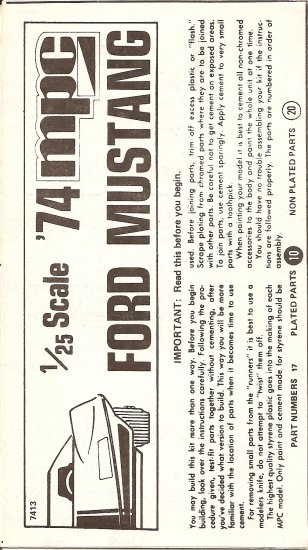 7413
1/25 Scale '74 mpc
FORD MUSTANG
IMPORTANT: Read this before you begin.
You may build this kit more than one way. Before you begin
building, look over the instructions carefully. Following the pro-
cedure given, test-fit parts together without cementing, after
you've decided what version to build. This way you will be more
familiar with the location of parts when it becomes time to use
cement.
For removing small parts from the "runners" it is best to use a
modelers knife, do not attempt to "twist" them off.
The highest quality styrene plastic goes into the making of each
MPC model. Only paint and cement made for styrene should be
used. Before joining parts, trim off excess plastic or "flash."
Scrape plating from chromed parts where they are to be joined
with other parts. Be careful not to get cement on exposed areas.
To join parts, use cement sparingly. Apply cement to very small
parts with a toothpick.
When painting your model it is best to cement all non-chromed
accessories to the body and paint the whole unit at one time.
You should have no trouble assembling your kit if the instruc-
tions are followed properly. The parts are numbered in order of
assembly.
PART NUMBERS 17 PLATED PARTS 10 NON PLATED PARTS 20